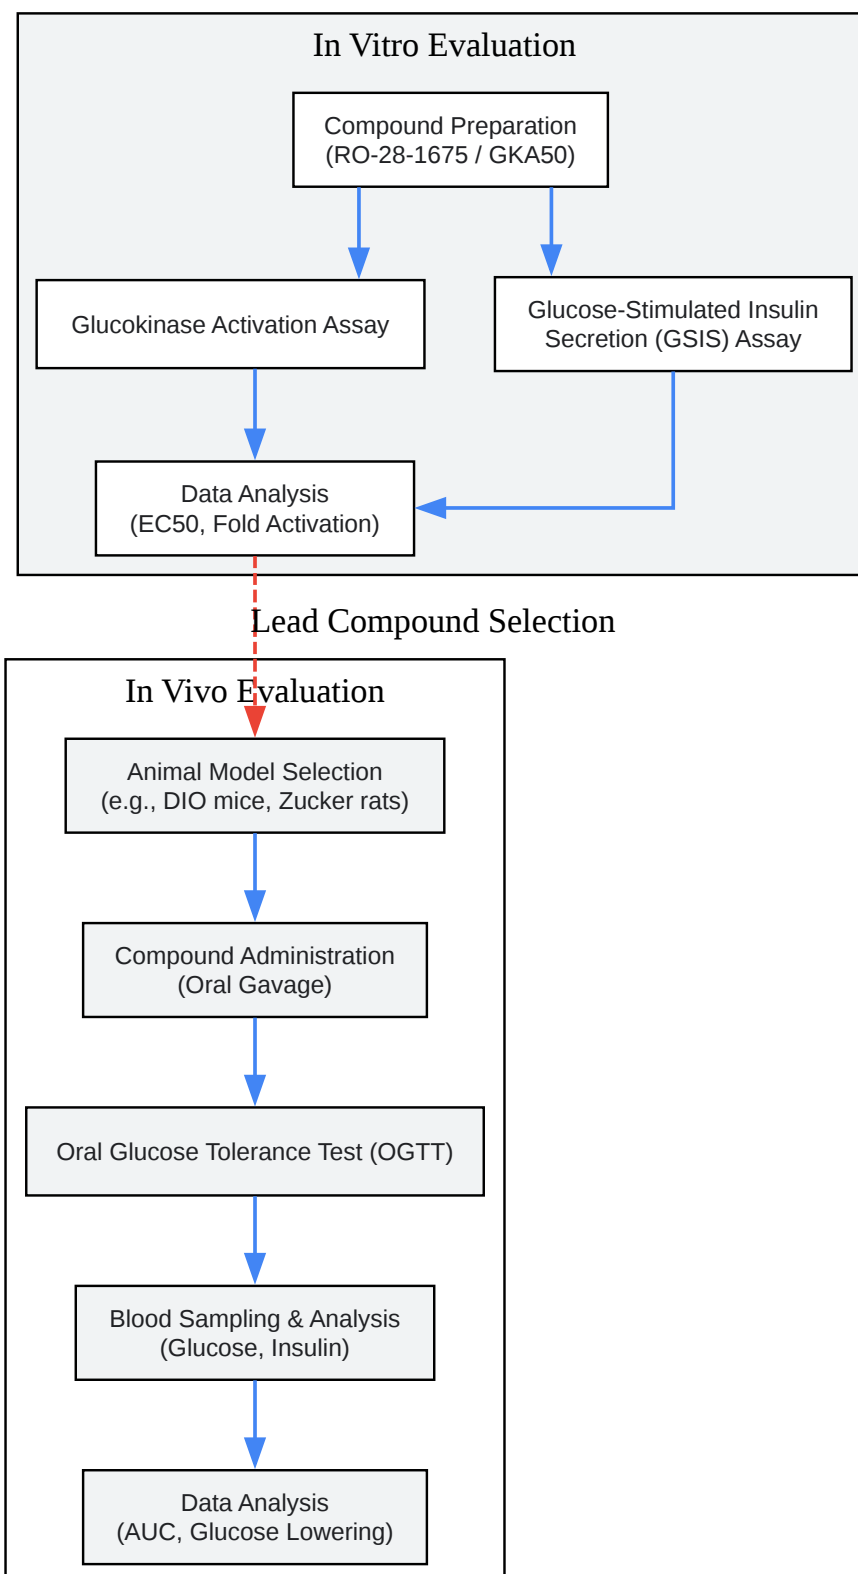 In Vitro Evaluation
Compound Preparation
(RO-28-1675 / GKA50)
Glucokinase Activation Assay
Glucose-Stimulated Insulin
Secretion (GSIS) Assay
Data Analysis
(EC50, Fold Activation)
Lead Compound Selection
In Vivo Evaluation
Animal Model Selection
(e.g., DIO mice, Zucker rats)
Compound Administration
(Oral Gavage)
Oral Glucose Tolerance Test (OGTT)
Blood Sampling & Analysis
(Glucose, Insulin)
Data Analysis
(AUC, Glucose Lowering)